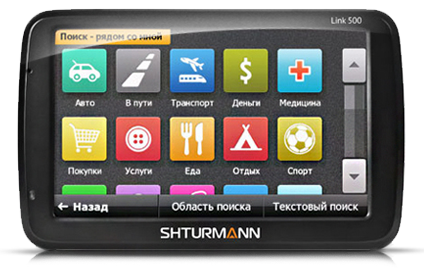 Link 500
Поиск - рядом со мной
Авто
В пути
Транспорт
Деньги
Медицина
Покупки
Услуги
Еда
Отдых
Спорт
← Назад
Область поиска
Текстовый поиск
SHTURMANN